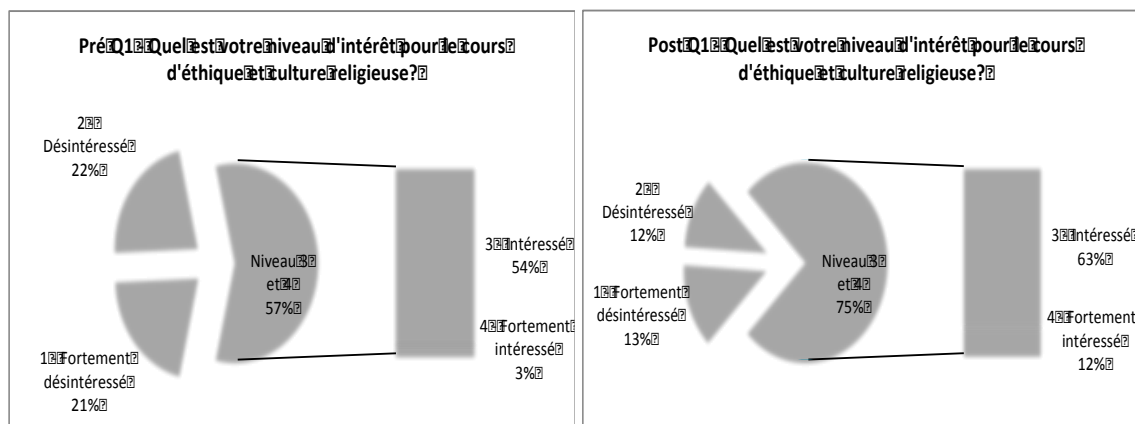 Pré Q1 - Quel est votre niveau d'intérêt pour le cours
d'éthique et culture religieuse?
2 -
Désintéressé
22%
Niveau 3
et 4
57%
3 - Intéressé
54%
4 - Fortement
intéressé
3%
1 - Fortement
désintéressé
21%
Post Q1 - Quel est votre niveau d'intérêt pour le cours
d'éthique et culture religieuse?
2 -
Désintéressé
12%
1 - Fortement
désintéressé
13%
Niveau 3
et 4
75%
3 - Intéressé
63%
4 - Fortement
intéressé
12%